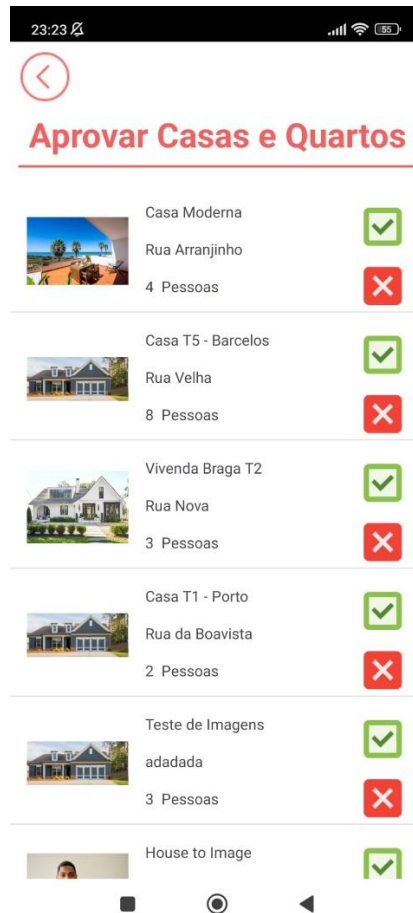 23:23
55
Aprovar Casas e Quartos
Casa Moderna
Rua Arranjinho
4 Pessoas
Casa T5 - Barcelos
Rua Velha
8 Pessoas
Vivenda Braga T2
Rua Nova
3 Pessoas
Casa T1 - Porto
Rua da Boavista
2 Pessoas
Teste de Imagens
adadada
3 Pessoas
House to Image